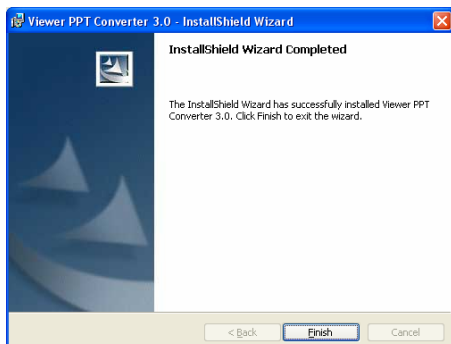 Viewer PPT Converter 3.0 - InstallShield Wizard
InstallShield Wizard Completed
The InstallShield Wizard has successfully installed Viewer PPT
Converter 3.0. Click Finish to exit the wizard.
< Back
Finish
Cancel